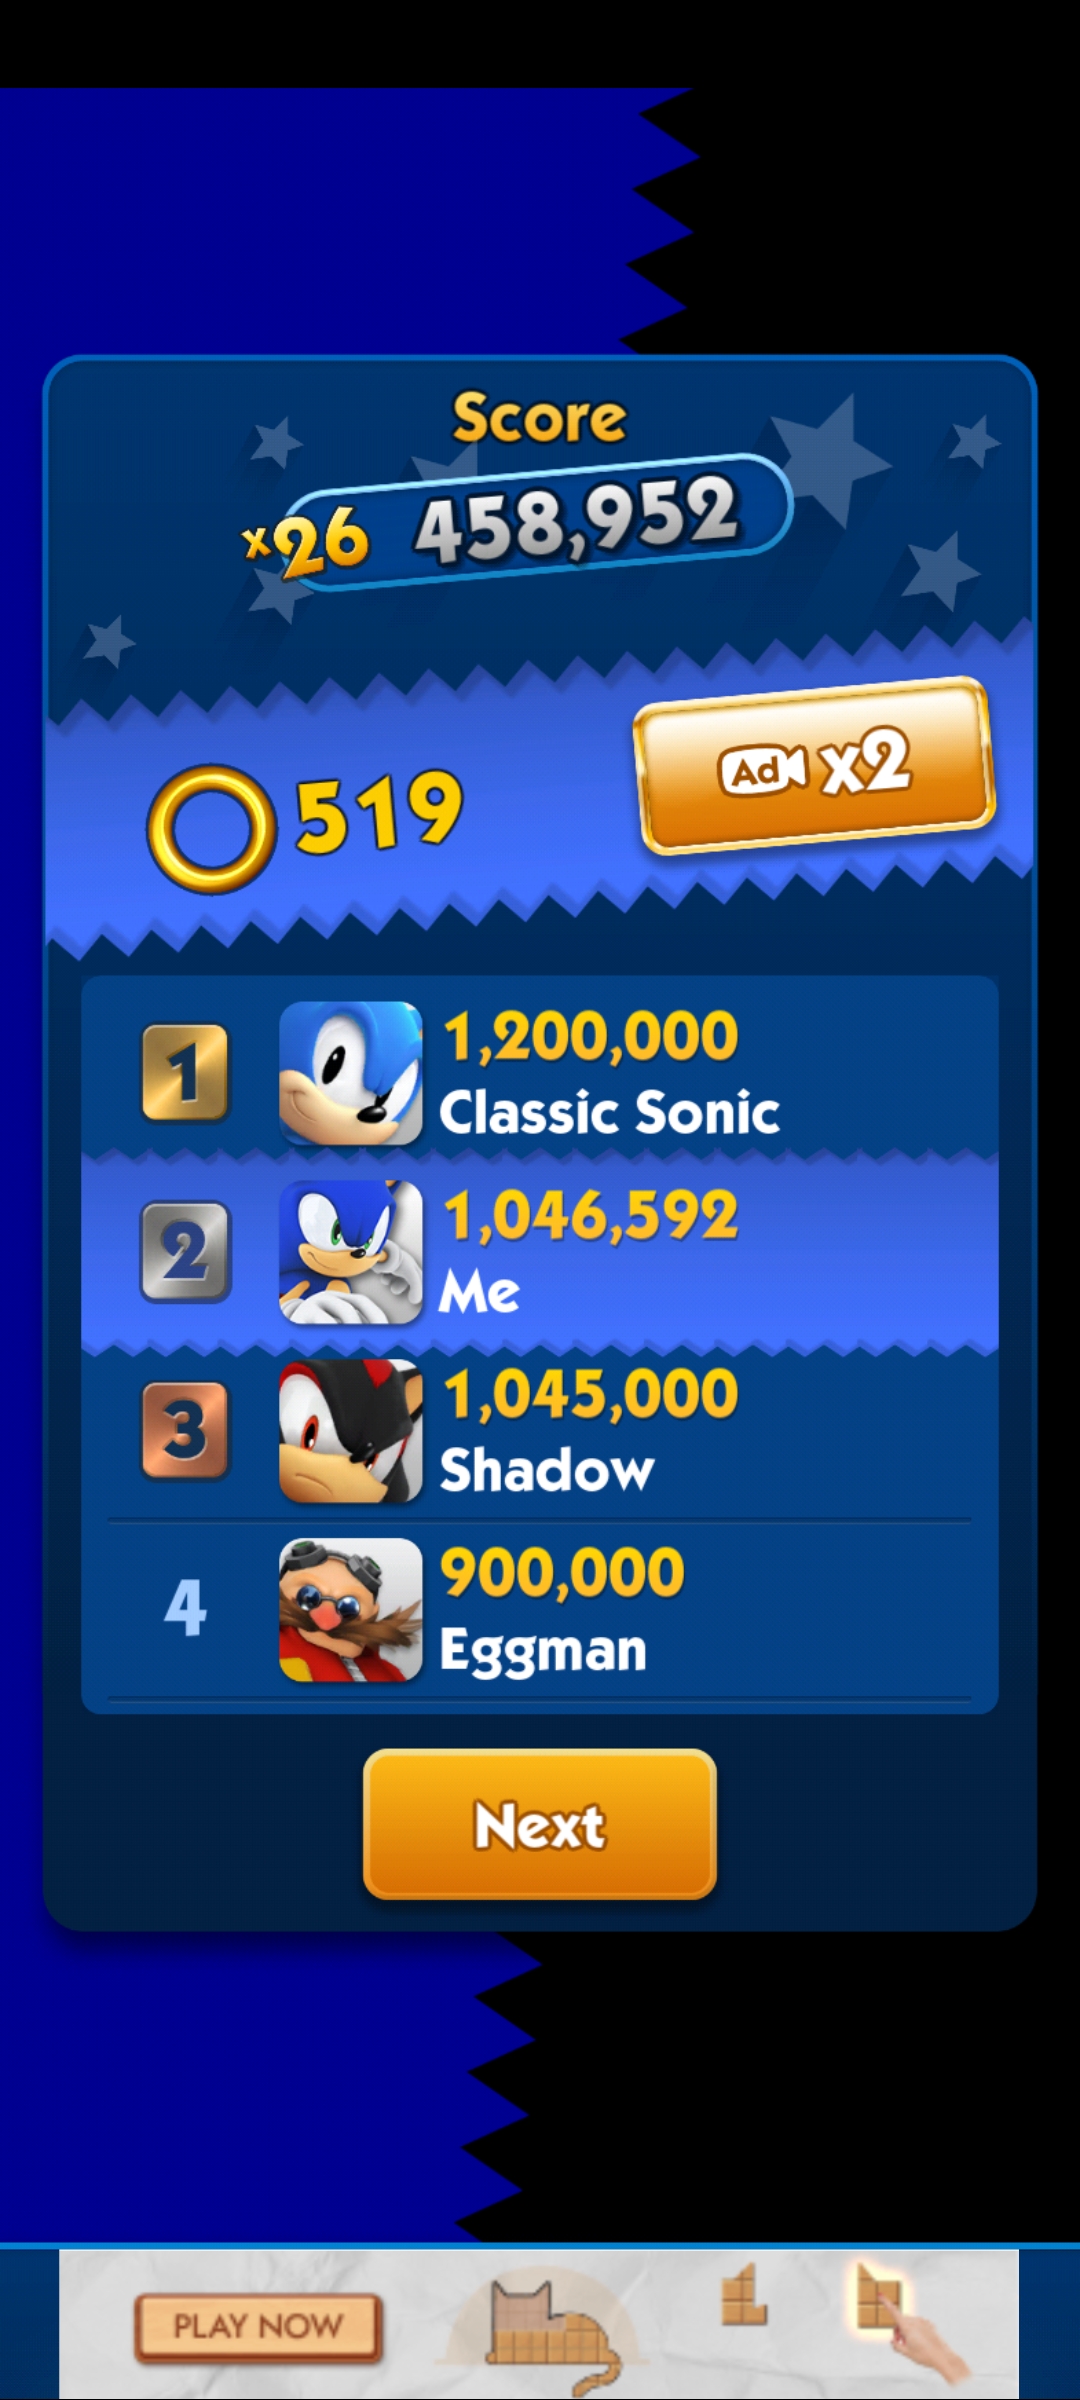 Score
x26 458,952
519
Ad x2
1
1,200,000
Classic Sonic
2
1,046,592
Me
3
1,045,000
Shadow
4
900,000
Eggman
Next
PLAY NOW